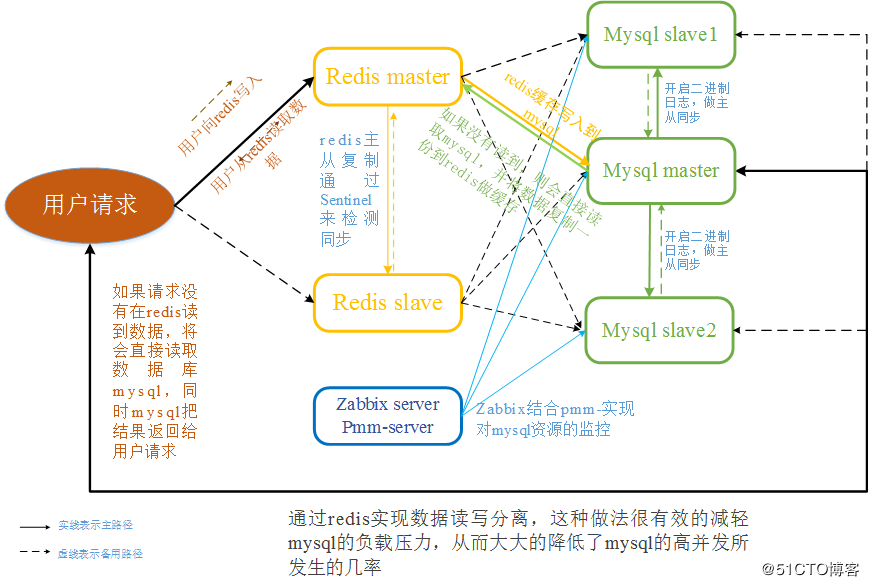 Mysql slave1
Redis master
用户向redis写入
用户从redis读取数
据
redis缓存写入到
mysql
如果没有读到，则会直接读
取mysql，并将数据复制一
份到redis做缓存
开启二进制
日志，做主
从同步
redis主
从复制
通过
Sentinel
来检测
同步
Mysql master
用户请求
开启二进制
日志，做主
从同步
Redis slave
Mysql slave2
如果请求没
有在redis读
到数据，将
会直接读取
数据库
mysql，同
时mysql把
结果返回给
用户请求
Zabbix server
Pmm-server
Zabbix结合pmm-实现
对mysql资源的监控
实线表示主路径
虚线表示备用路径
通过redis实现数据读写分离，这种做法很有效的减轻
mysql的负载压力，从而大大的降低了mysql的高并发所
发生的几率
@51CTO博客